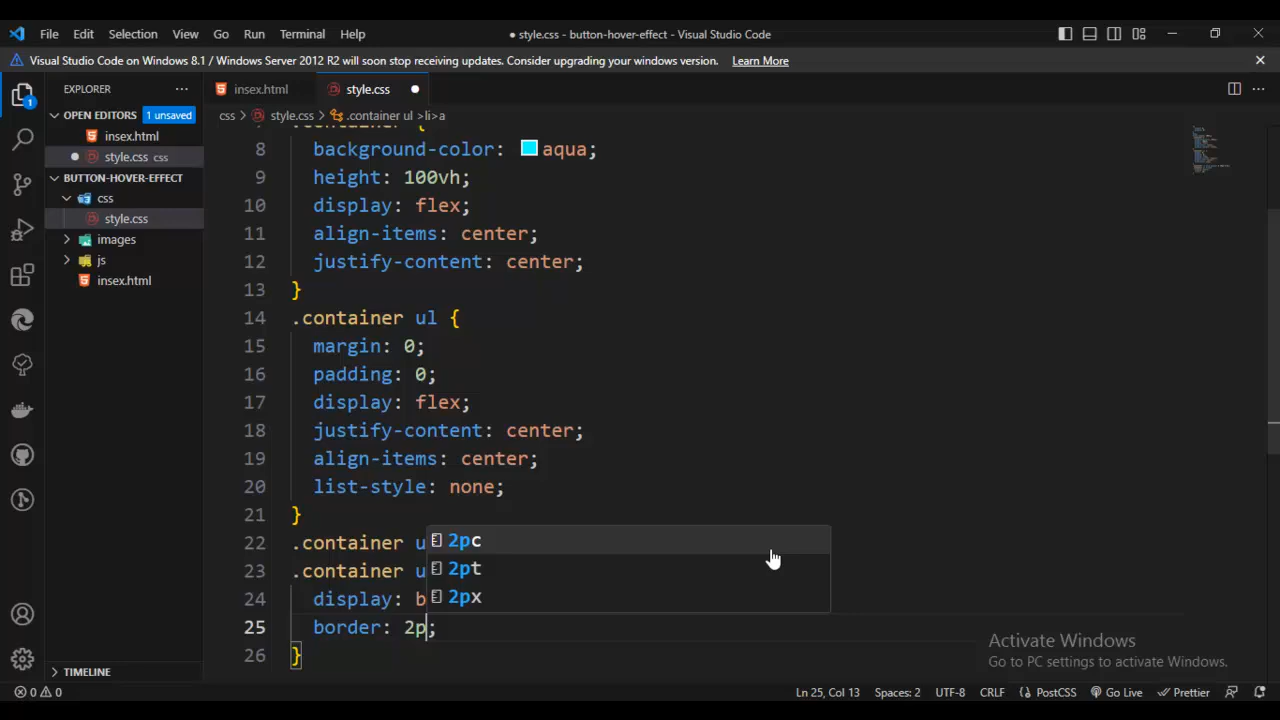 File Edit Selection View Go Run Terminal Help
● style.css - button-hover-effect - Visual Studio Code
Visual Studio Code on Windows 8.1 / Windows Server 2012 R2 will soon stop receiving updates. Consider upgrading your windows version. Learn More
EXPLORER
insex.html
style.css
OPEN EDITORS 1 unsaved
insex.html
style.css css
BUTTON-HOVER-EFFECT
css
style.css
images
js
insex.html
TIMELINE
css > style.css > .container ul >li>a
8 background-color: aqua;
9 height: 100vh;
10 display: flex;
11 align-items: center;
12 justify-content: center;
13 }
14 .container ul {
15 margin: 0;
16 padding: 0;
17 display: flex;
18 justify-content: center;
19 align-items: center;
20 list-style: none;
21 }
22 .container u
23 .container u
24 display: b
25 border: 2p;
26 }
2pc
2pt
2px
Activate Windows
Go to PC settings to activate Windows.
0 0
Ln 25, Col 13 Spaces: 2 UTF-8 CRLF PostCSS Go Live Prettier